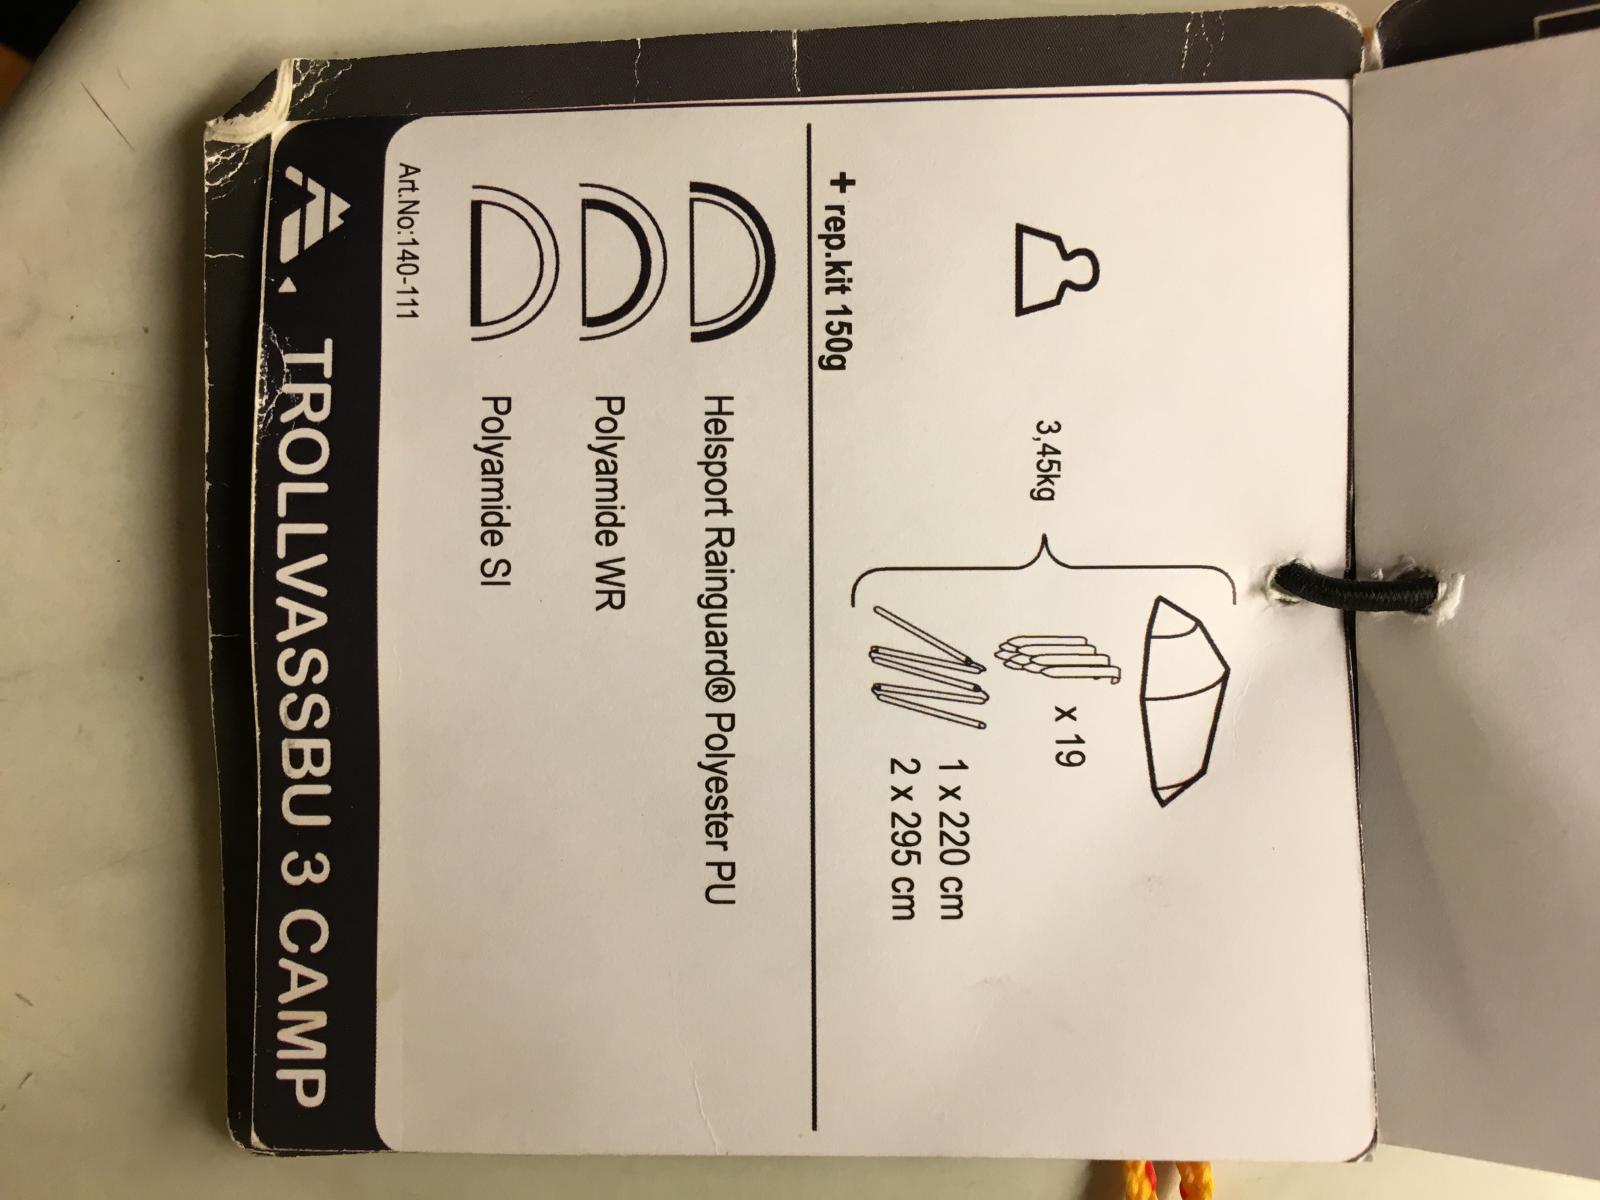 3,45kg
x 19
1 x 220 cm
2 x 295 cm
+ rep.kit 150g
Helsport Rainguard® Polyester PU
Polyamide WR
Polyamide SI
Art.No:140-111
TROLLVASSBU 3 CAMP